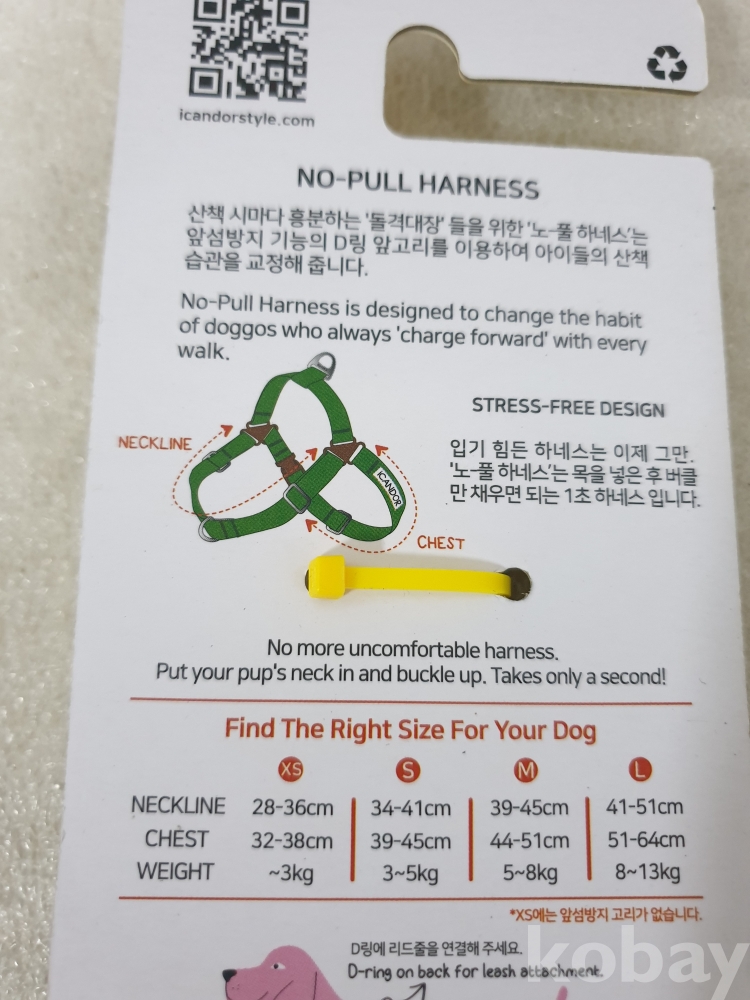 icandorstyle.com
NO-PULL HARNESS
산책 시마다 흥분하는 '돌격대장' 들을 위한 '노-풀 하네스'는
앞섬방지 기능의 D링 앞고리를 이용하여 아이들의 산책
습관을 교정해 줍니다.
No-Pull Harness is designed to change the habit
of doggos who always 'charge forward' with every
walk.
STRESS-FREE DESIGN
NECKLINE
입기 힘든 하네스는 이제 그만.
'노-풀 하네스'는 목을 넣은 후 버클
만 채우면 되는 1초 하네스 입니다.
ICANDOR
CHEST
No more uncomfortable harness.
Put your pup's neck in and buckle up. Takes only a second!
Find The Right Size For Your Dog
XS S M L
NECKLINE 28-36cm 34-41cm 39-45cm 41-51cm
CHEST 32-38cm 39-45cm 44-51cm 51-64cm
WEIGHT ~3kg 3~5kg 5~8kg 8~13kg
*XS에는 앞섬방지 고리가 없습니다.
D링에 리드줄을 연결해 주세요.
D-ring on back for leash attachment.
kobay